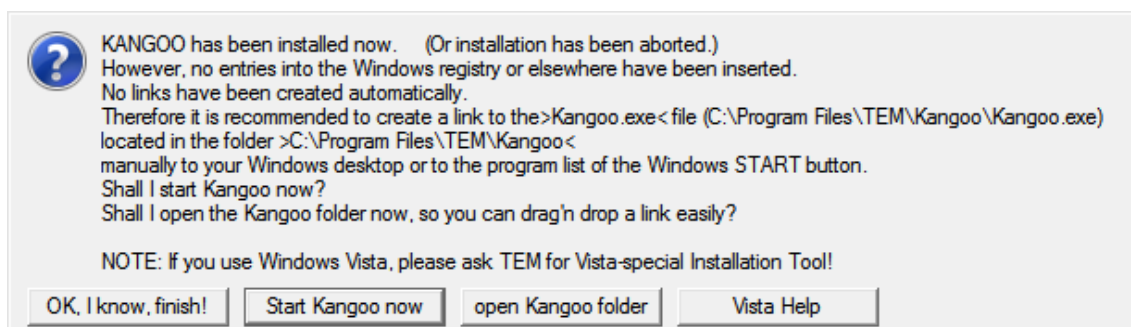 KANGOO has been installed now. (Or installation has been aborted.)
However, no entries into the Windows registry or elsewhere have been inserted.
No links have been created automatically.
Therefore it is recommended to create a link to the>Kangoo.exe< file (C:\Program Files\TEM\Kangoo\Kangoo.exe)
located in the folder >C:\Program Files\TEM\Kangoo<
manually to your Windows desktop or to the program list of the Windows START button.
Shall I start Kangoo now?
Shall I open the Kangoo folder now, so you can drag'n drop a link easily?
NOTE: If you use Windows Vista, please ask TEM for Vista-special Installation Tool!
OK, I know, finish! Start Kangoo now open Kangoo folder Vista Help